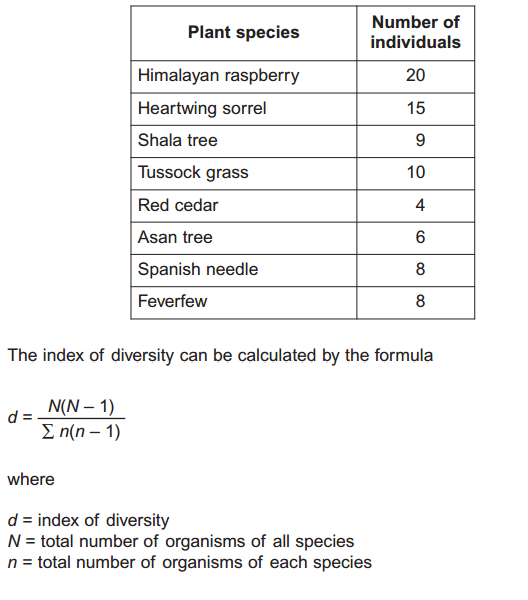 Plant species Number of individuals
Himalayan raspberry 20
Heartwing sorrel 15
Shala tree 9
Tussock grass 10
Red cedar 4
Asan tree 6
Spanish needle 8
Feverfew 8
The index of diversity can be calculated by the formula
d = N(N – 1)
∑ n(n – 1)
where
d = index of diversity
N = total number of organisms of all species
n = total number of organisms of each species